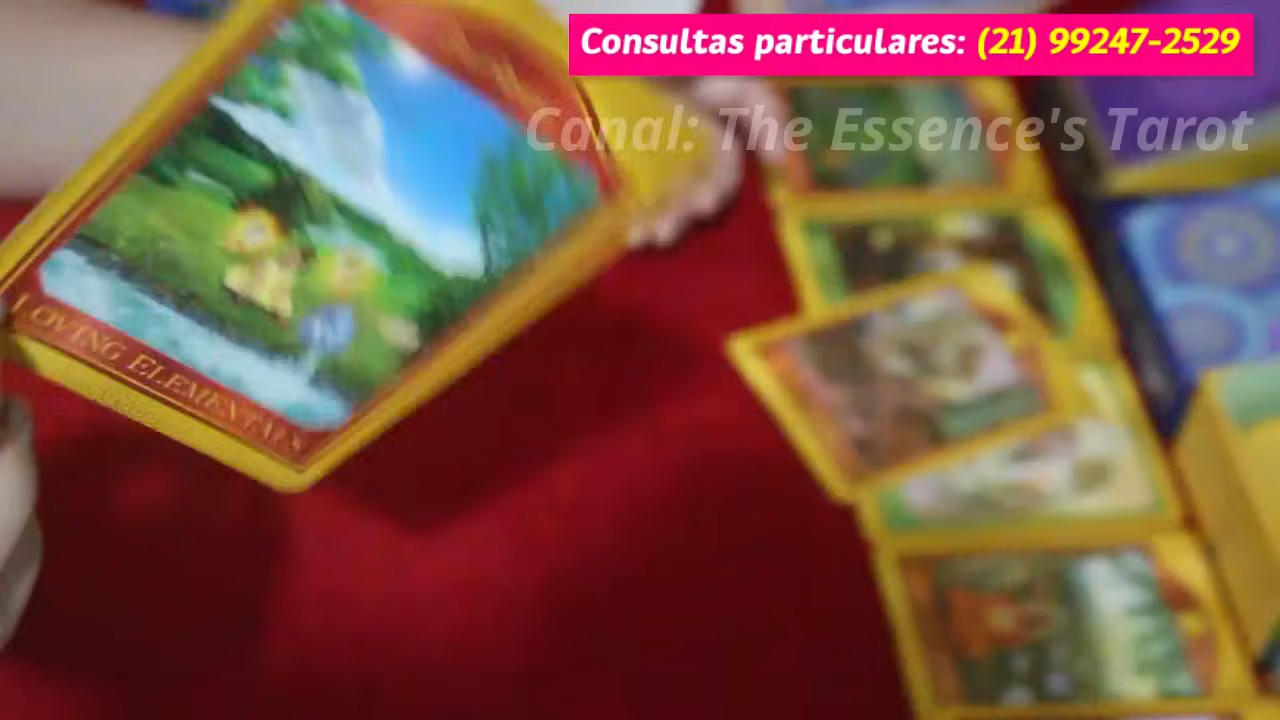 Consultas particulares: (21) 99247-2529
Canal: The Essence's Tarot
LOVING ELEMENTALS